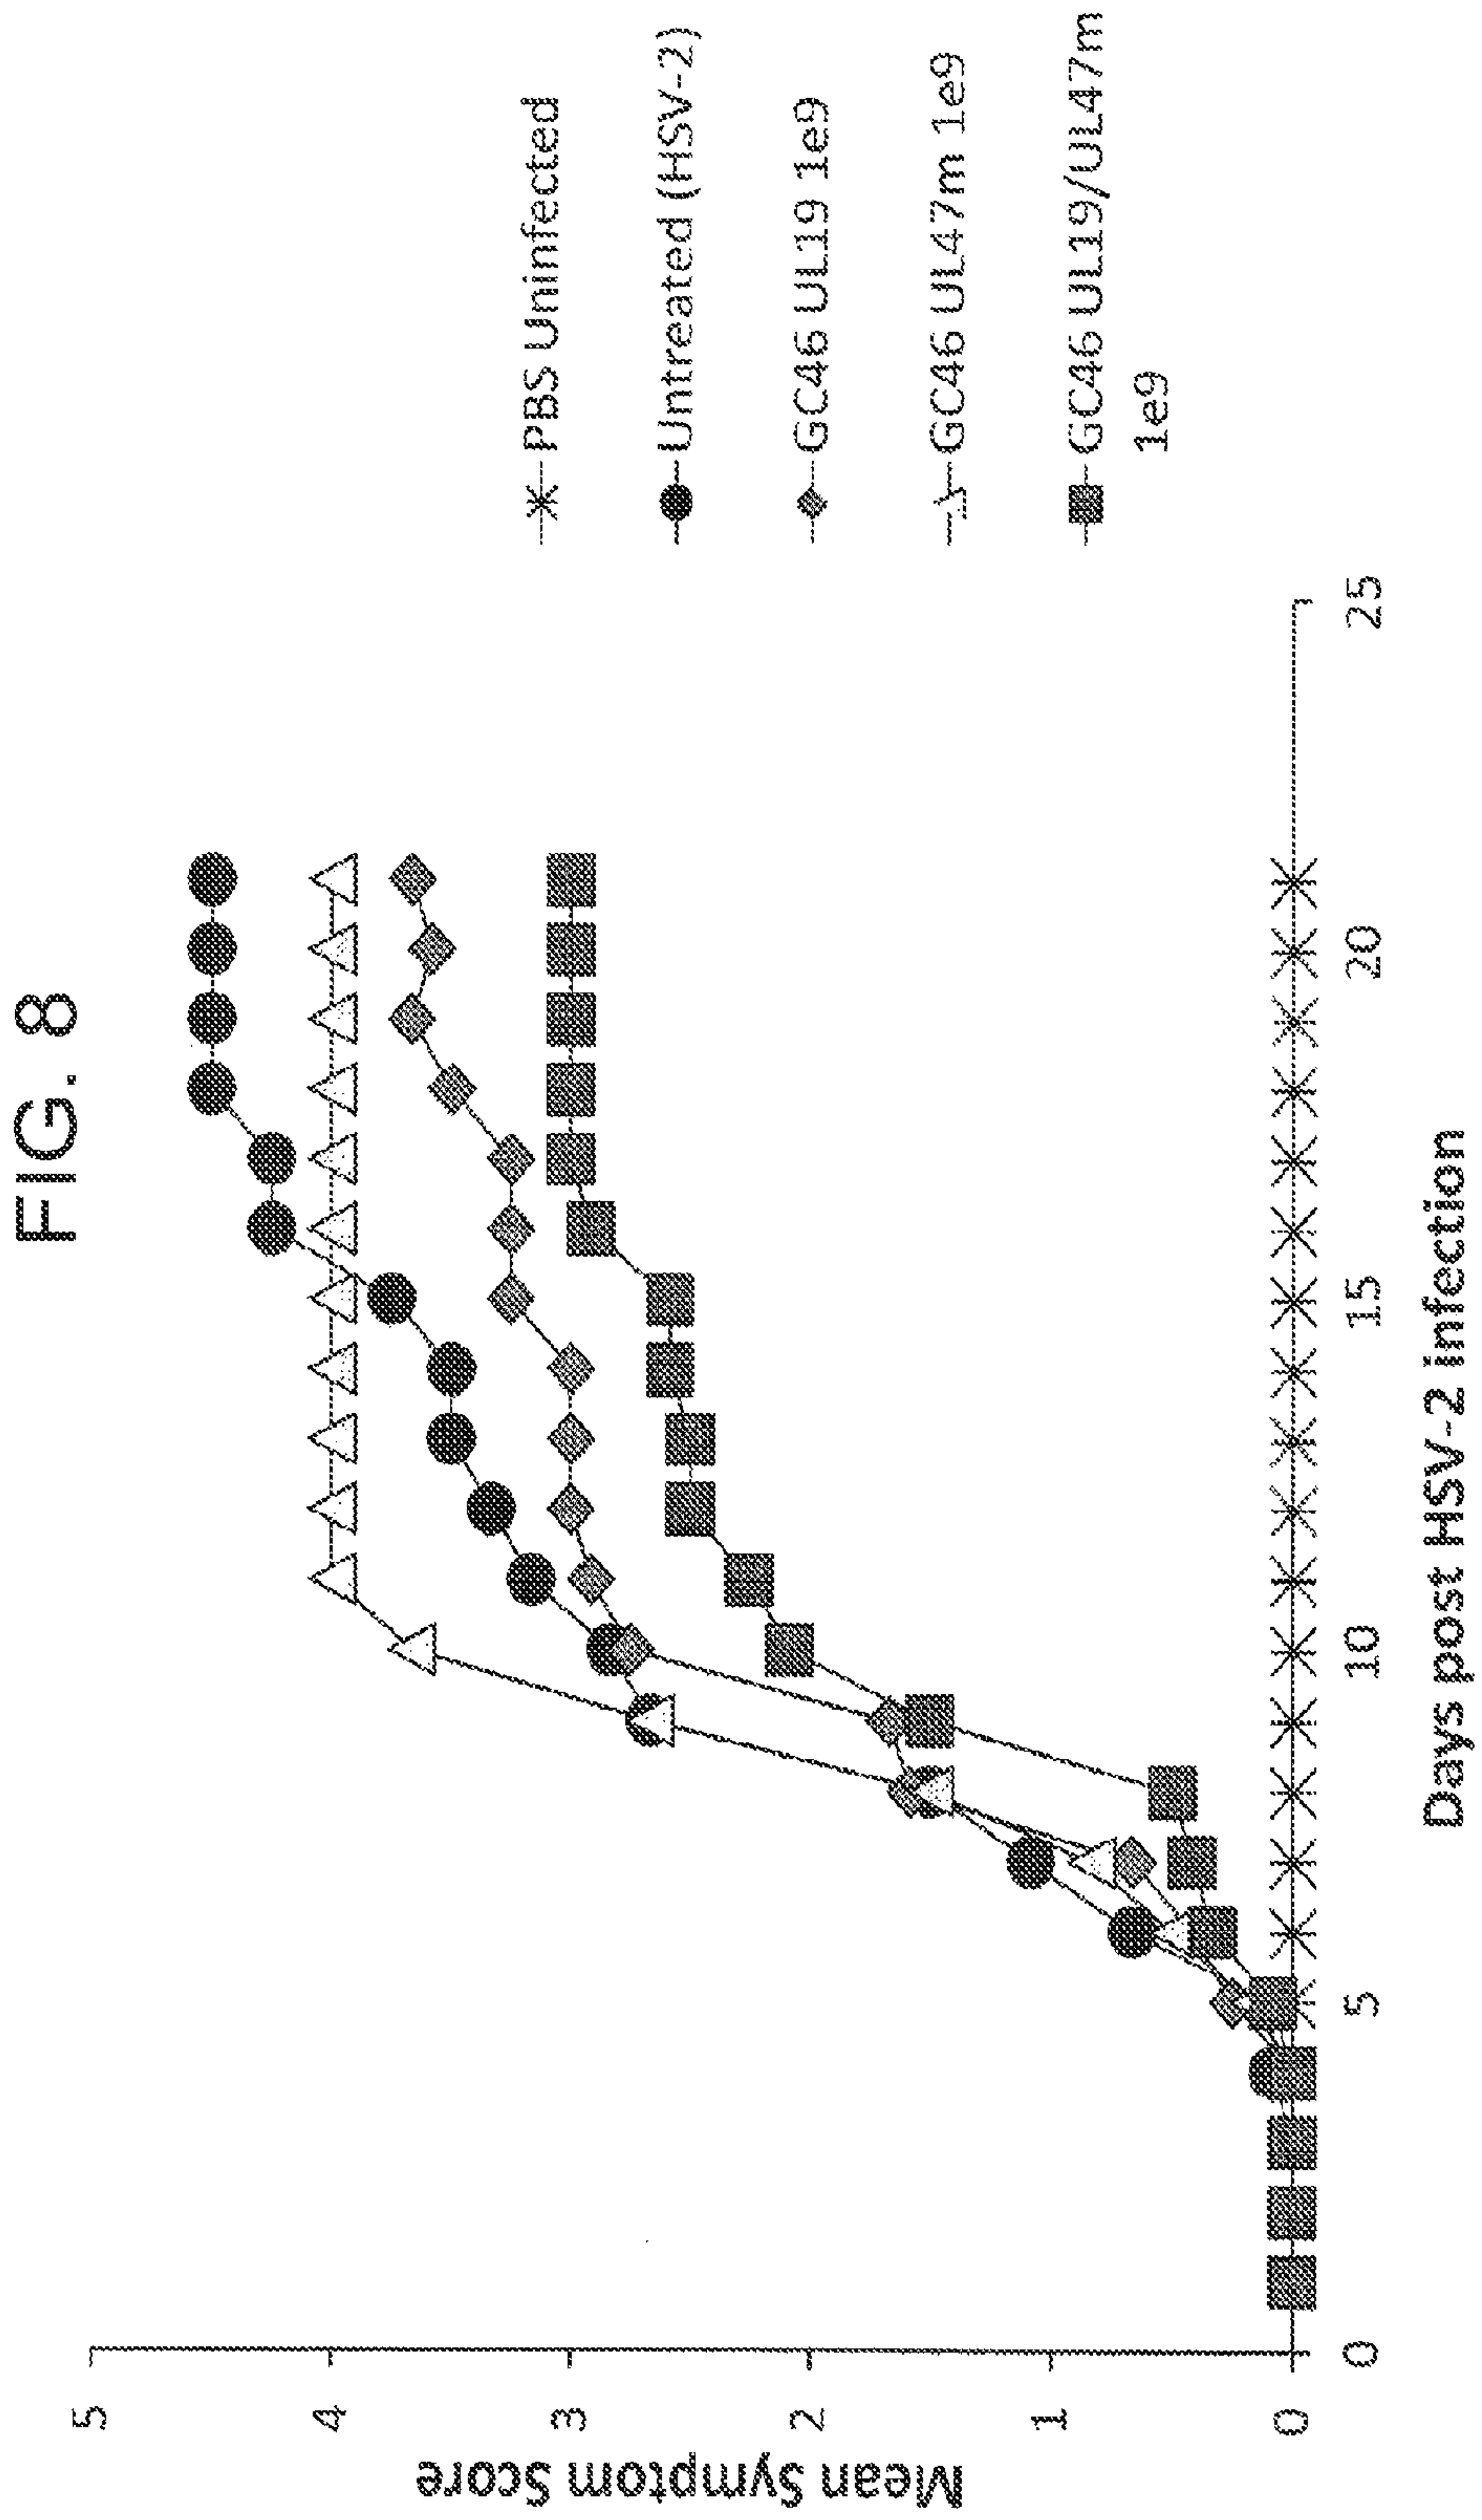 FIG. 8
Mean Symptom Score
5
4
3
2
1
0
0
5
10
15
20
25
Days post HSV-2 infection
PBS Uninfected
Untreated (HSV-2)
GC46 UL19 1e9
GC46 UL47m 1e9
GC46 UL19/UL47m
1e9